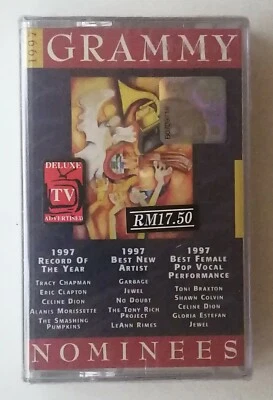 1997
GRAMMY
DELUXE
TV
ADVERTISED
RM17.50
1997
RECORD OF
THE YEAR
TRACY CHAPMAN
ERIC CLAPTON
CELINE DION
ALANIS MORISSETTE
THE SMASHING
PUMPKINS
1997
BEST NEW
ARTIST
GARBAGE
JEWEL
NO DOUBT
THE TONY RICH
PROJECT
LEANN RIMES
1997
BEST FEMALE
POP VOCAL
PERFORMANCE
TONI BRAXTON
SHAWN COLVIN
CELINE DION
GLORIA ESTEFAN
JEWEL
NOMINEES